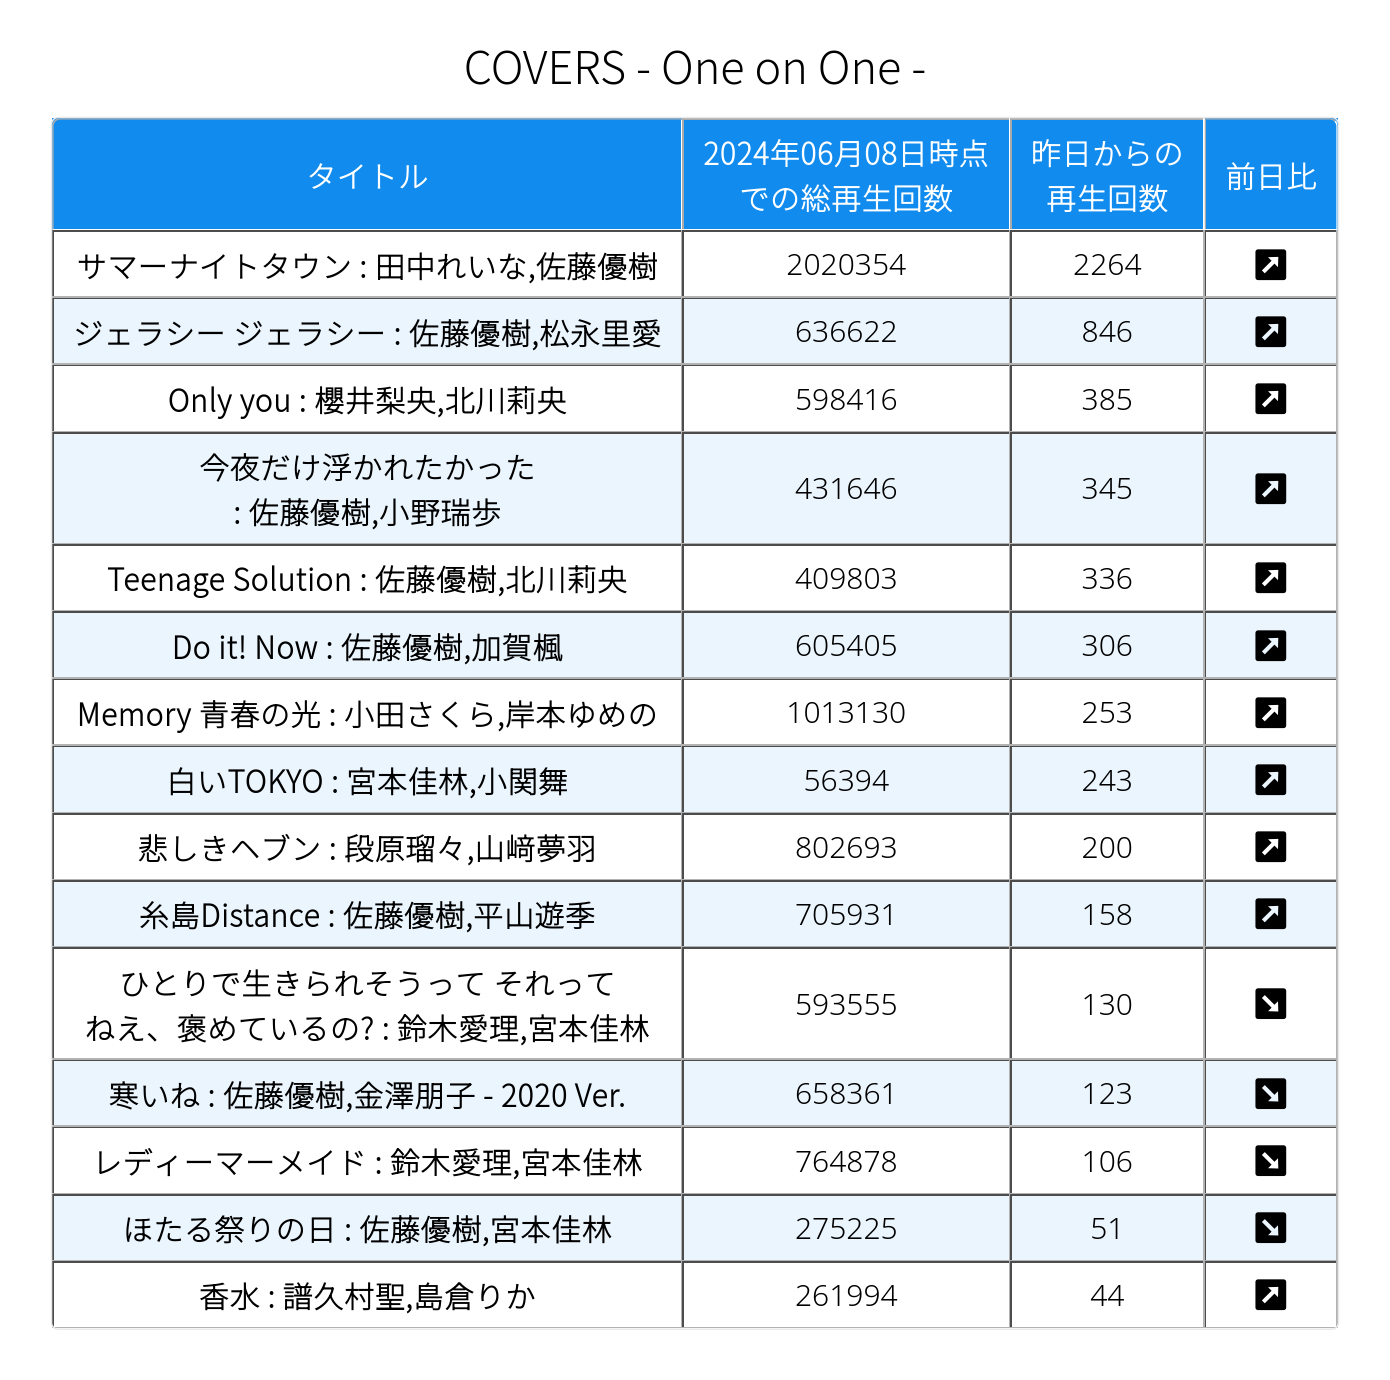 COVERS - One on One -
タイトル
2024年06月08日時点
での総再生回数
昨日からの
再生回数
前日比
サマーナイトタウン : 田中れいな,佐藤優樹 2020354 2264 ↗
ジェラシー ジェラシー : 佐藤優樹,松永里愛 636622 846 ↗
Only you : 櫻井梨央,北川莉央 598416 385 ↗
今夜だけ浮かれたかった
: 佐藤優樹,小野瑞歩 431646 345 ↗
Teenage Solution : 佐藤優樹,北川莉央 409803 336 ↗
Do it! Now : 佐藤優樹,加賀楓 605405 306 ↗
Memory 青春の光 : 小田さくら,岸本ゆめの 1013130 253 ↗
白いTOKYO : 宮本佳林,小関舞 56394 243 ↗
悲しきヘブン : 段原瑠々,山﨑夢羽 802693 200 ↗
糸島Distance : 佐藤優樹,平山遊季 705931 158 ↗
ひとりで生きられそうって それって
ねえ、褒めているの? : 鈴木愛理,宮本佳林 593555 130 ↘
寒いね : 佐藤優樹,金澤朋子 - 2020 Ver. 658361 123 ↘
レディーマーメイド : 鈴木愛理,宮本佳林 764878 106 ↘
ほたる祭りの日 : 佐藤優樹,宮本佳林 275225 51 ↘
香水 : 譜久村聖,島倉りか 261994 44 ↗